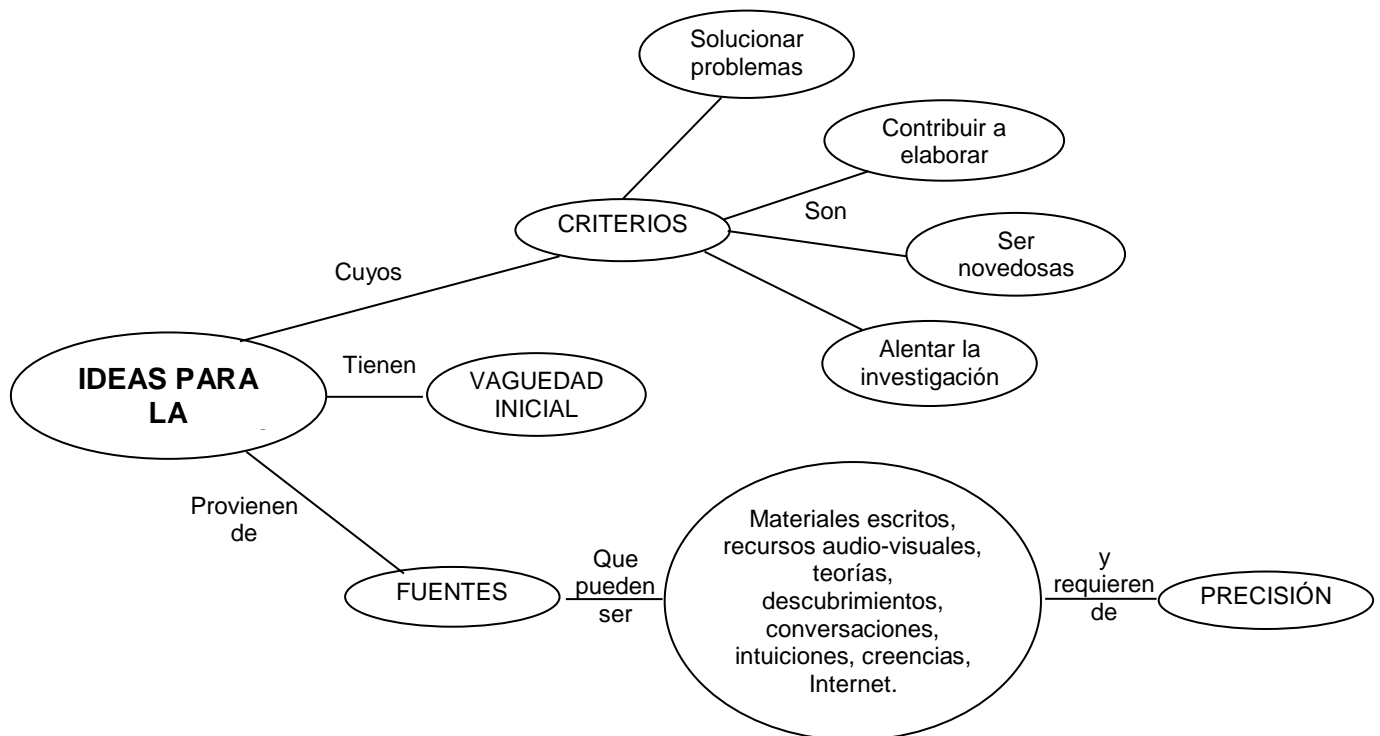 Solucionar
problemas
Contribuir a
elaborar
CRITERIOS
Son
Ser
novedosas
Cuyos
Alentar la
investigación
IDEAS PARA
LA
Tienen
VAGUEDAD
INICIAL
Provienen
de
FUENTES
Que
pueden
ser
Materiales escritos,
recursos audio-visuales,
teorías,
descubrimientos,
conversaciones,
intuiciones, creencias,
Internet.
y
requieren
de
PRECISIÓN